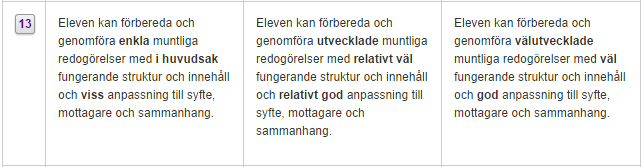 13
Eleven kan förbereda och
genomföra enkla muntliga
redogörelser med i huvudsak
fungerande struktur och innehåll
och viss anpassning till syfte,
mottagare och sammanhang.
Eleven kan förbereda och
genomföra utvecklade muntliga
redogörelser med relativt väl
fungerande struktur och innehåll
och relativt god anpassning till
syfte, mottagare och
sammanhang.
Eleven kan förbereda och
genomföra välutvecklade
muntliga redogörelser med väl
fungerande struktur och innehåll
och god anpassning till syfte,
mottagare och sammanhang.